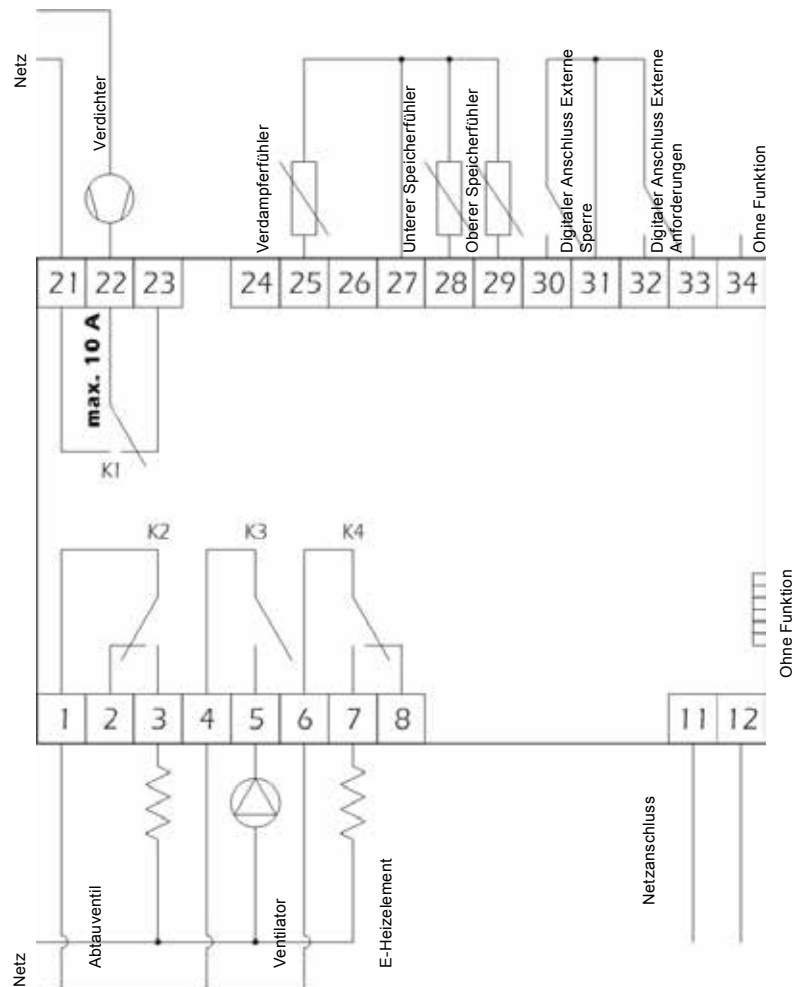 Netz
Verdichter
Verdampferfühler
Unterer Speicherfühler
Oberer Speicherfühler
Digitaler Anschluss Externe
Sperre
Digitaler Anschluss Externe
Anforderungen
Ohne Funktion
21 22 23 24 25 26 27 28 29 30 31 32 33 34
max. 10 A
K1
K2 K3 K4
Ohne Funktion
1 2 3 4 5 6 7 8 11 12
Netz
Abtauventil
Ventilator
E-Heizelement
Netzanschluss